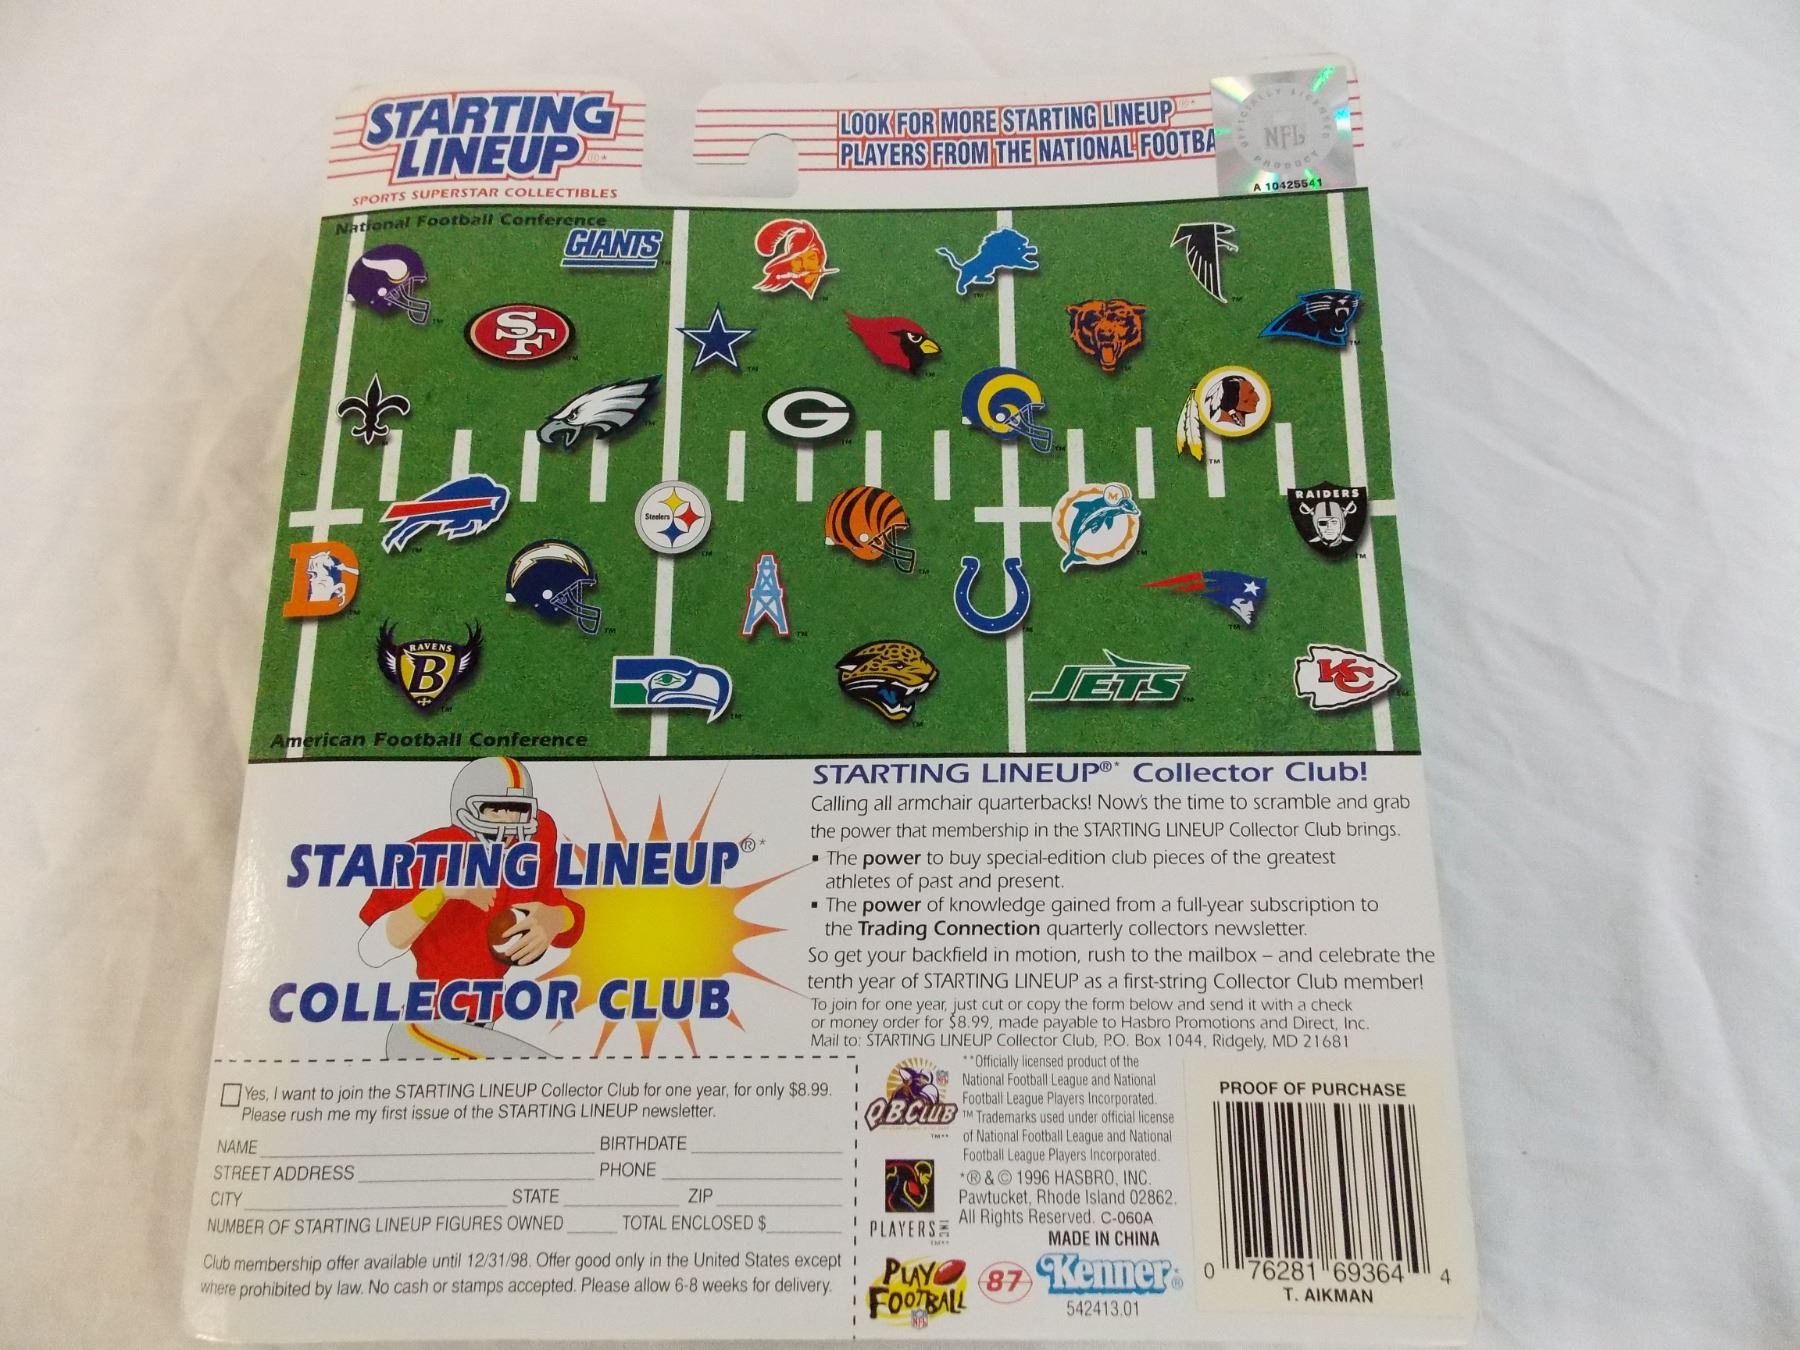 STARTING
LINEUP®*
SPORTS SUPERSTAR COLLECTIBLES
LOOK FOR MORE STARTING LINEUP®*
PLAYERS FROM THE NATIONAL FOOTBA
OFFICIALLY LICENSED
NFL
PRODUCT
A 10425541
National Football Conference
GIANTS
TM
SF
G
Steelers
M
RAIDERS
D
RAVENS
B
JETS
KC
American Football Conference
STARTING LINEUP®*
COLLECTOR CLUB
STARTING LINEUP®* Collector Club!
Calling all armchair quarterbacks! Now's the time to scramble and grab
the power that membership in the STARTING LINEUP Collector Club brings.
▪ The power to buy special-edition club pieces of the greatest
athletes of past and present.
▪ The power of knowledge gained from a full-year subscription to
the Trading Connection quarterly collectors newsletter.
So get your backfield in motion, rush to the mailbox – and celebrate the
tenth year of STARTING LINEUP as a first-string Collector Club member!
To join for one year, just cut or copy the form below and send it with a check
or money order for $8.99, made payable to Hasbro Promotions and Direct, Inc.
Mail to: STARTING LINEUP Collector Club, P.O. Box 1044, Ridgely, MD 21681
Yes, I want to join the STARTING LINEUP Collector Club for one year, for only $8.99.
Please rush me my first issue of the STARTING LINEUP newsletter.
NAME BIRTHDATE
STREET ADDRESS PHONE
CITY STATE ZIP
NUMBER OF STARTING LINEUP FIGURES OWNED TOTAL ENCLOSED $
Club membership offer available until 12/31/98. Offer good only in the United States except
where prohibited by law. No cash or stamps accepted. Please allow 6-8 weeks for delivery.
Q.B. CLUB
TM**
PLAYERS INC
TM**
PLAY
FOOTBALL
NFL
**Officially licensed product of the
National Football League and National
Football League Players Incorporated.
™ Trademarks used under official license
of National Football League and National
Football League Players Incorporated.
*® & © 1996 HASBRO, INC.
Pawtucket, Rhode Island 02862.
All Rights Reserved. C-060A
MADE IN CHINA
87
Kenner®
542413.01
PROOF OF PURCHASE
0 76281 69364 4
T. AIKMAN